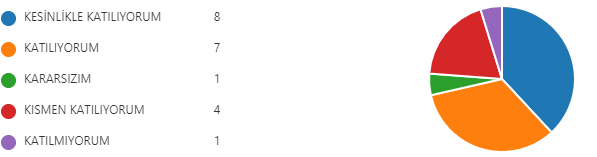 KESİNLİKLE KATILIYORUM 8
KATILIYORUM 7
KARARSIZIM 1
KISMEN KATILIYORUM 4
KATILMIYORUM 1